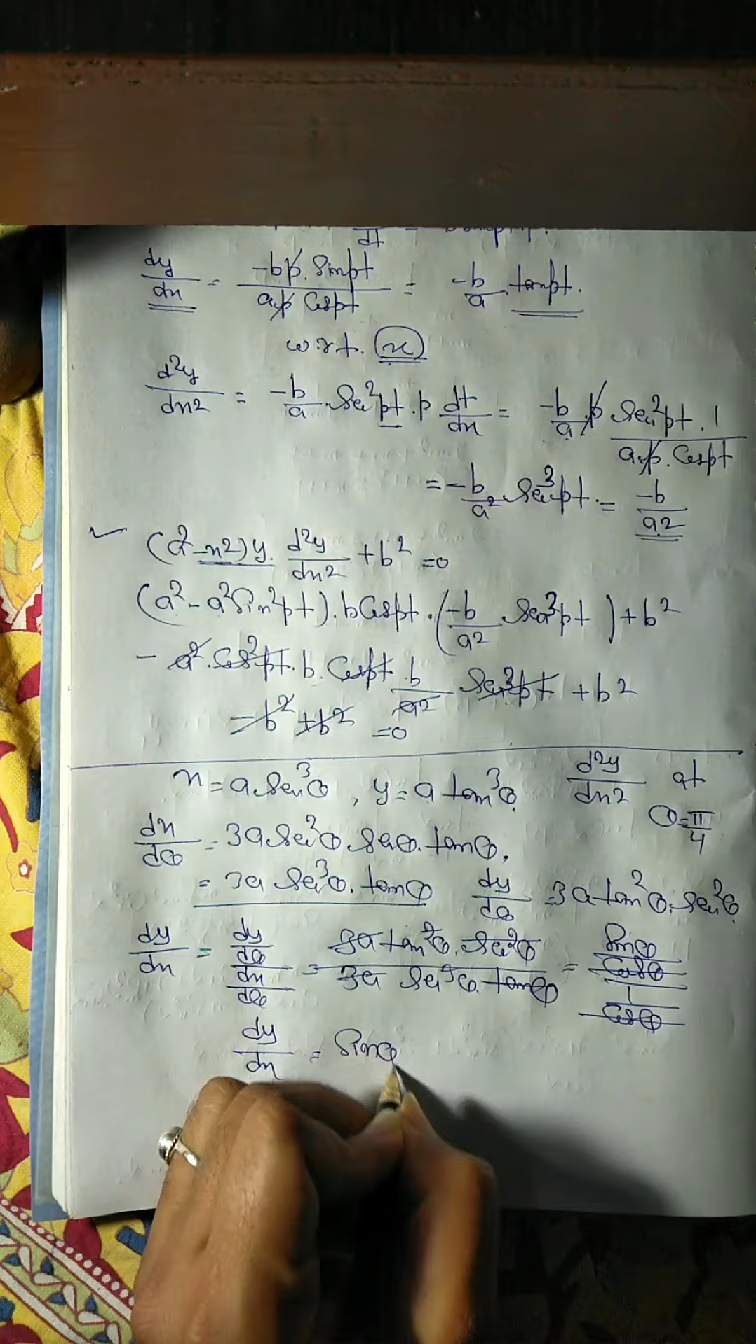 dy/dx = -bp. Sinpt / ap Cospt = -b/a . tanpt.
w.r.t. (x)
d²y/dx2 = -b/a . Sec²pt . p dt/dx = -b/a . p Sec²pt . 1 / a.p. Cospt
= -b/a² Sec³pt. = -b/a2
✓ (a² - x2) y. d²y/dx2 + b² = 0
(a² - a²Sin²pt). b Cospt . (-b/a2 Sec³pt) + b²
- a². Cos²pt. b. Cospt b/a2 Sec³pt + b²
= b² + b² = 0
x = a Sec³θ , y = a tan³θ d²y/dx2 at θ = π/4
dx/dθ = 3a Sec²θ. Secθ. tanθ,
= 3a Sec³θ. tanθ dy/dθ = 3a tan²θ. Sec²θ.
dy/dx = dy/dθ / dx/dθ = 3a tan²θ. Sec²θ / 3a Sec³θ. tanθ = Sinθ/Cosθ / 1/Cosθ
dy/dx = Sinθ